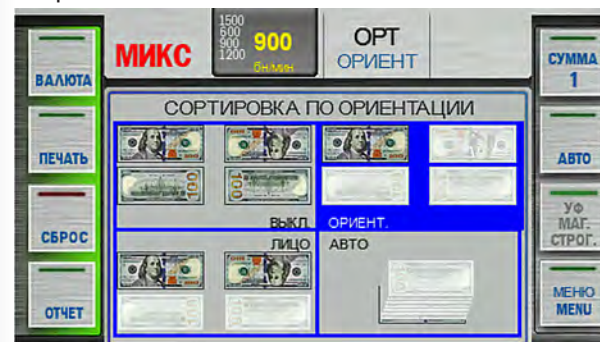 ВАЛЮТА
ПЕЧАТЬ
СБРОС
ОТЧЕТ
МИКС
1500
600
900
1200
900
бн/мин
ОРТ
ОРИЕНТ
СОРТИРОВКА ПО ОРИЕНТАЦИИ
ВЫКЛ.
ОРИЕНТ.
ЛИЦО
АВТО
СУММА
1
АВТО
УФ
МАГ.
СТРОГ.
МЕНЮ
MENU